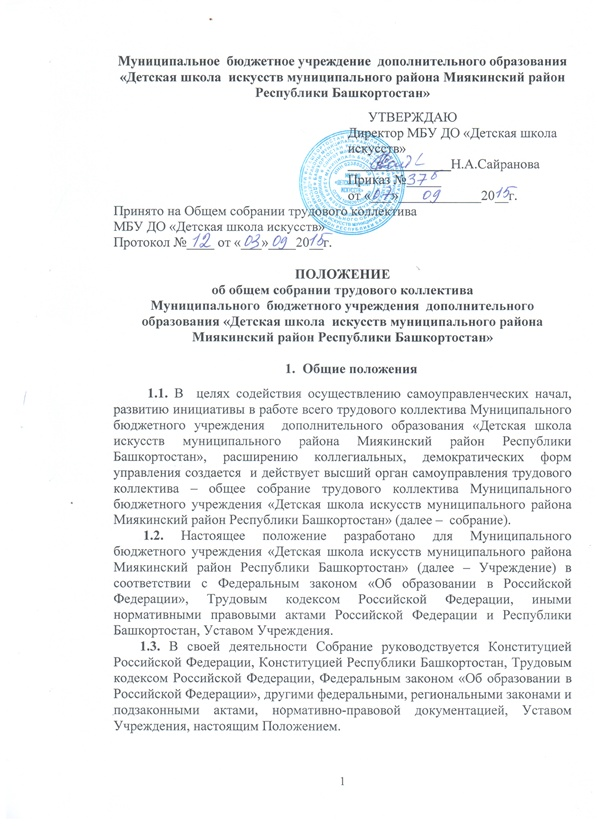 Муниципальное бюджетное учреждение дополнительного образования
«Детская школа искусств муниципального района Миякинский район
Республики Башкортостан»
УТВЕРЖДАЮ
Директор МБУ ДО «Детская школа
искусств»
Н.А.Сайранова
Приказ №
от «07» 09 2015г.
Принято на Общем собрании трудового коллектива
МБУ ДО «Детская школа искусств»
Протокол № 12 от «03» 09 2015г.
ПОЛОЖЕНИЕ
об общем собрании трудового коллектива
Муниципального бюджетного учреждения дополнительного
образования «Детская школа искусств муниципального района
Миякинский район Республики Башкортостан»
1. Общие положения
1.1. В целях содействия осуществлению самоуправленческих начал,
развитию инициативы в работе всего трудового коллектива Муниципального
бюджетного учреждения дополнительного образования «Детская школа
искусств муниципального района Миякинский район Республики
Башкортостан», расширению коллегиальных, демократических форм
управления создается и действует высший орган самоуправления трудового
коллектива – общее собрание трудового коллектива Муниципального
бюджетного учреждения «Детская школа искусств муниципального района
Миякинский район Республики Башкортостан» (далее – собрание).
1.2. Настоящее положение разработано для Муниципального
бюджетного учреждения «Детская школа искусств муниципального района
Миякинский район Республики Башкортостан» (далее – Учреждение) в
соответствии с Федеральным законом «Об образовании в Российской
Федерации», Трудовым кодексом Российской Федерации, иными
нормативными правовыми актами Российской Федерации и Республики
Башкортостан, Уставом Учреждения.
1.3. В своей деятельности Собрание руководствуется Конституцией
Российской Федерации, Конституцией Республики Башкортостан, Трудовым
кодексом Российской Федерации, Федеральным законом «Об образовании в
Российской Федерации», другими федеральными, региональными законами и
подзаконными актами, нормативно-правовой документацией, Уставом
Учреждения, настоящим Положением.
1